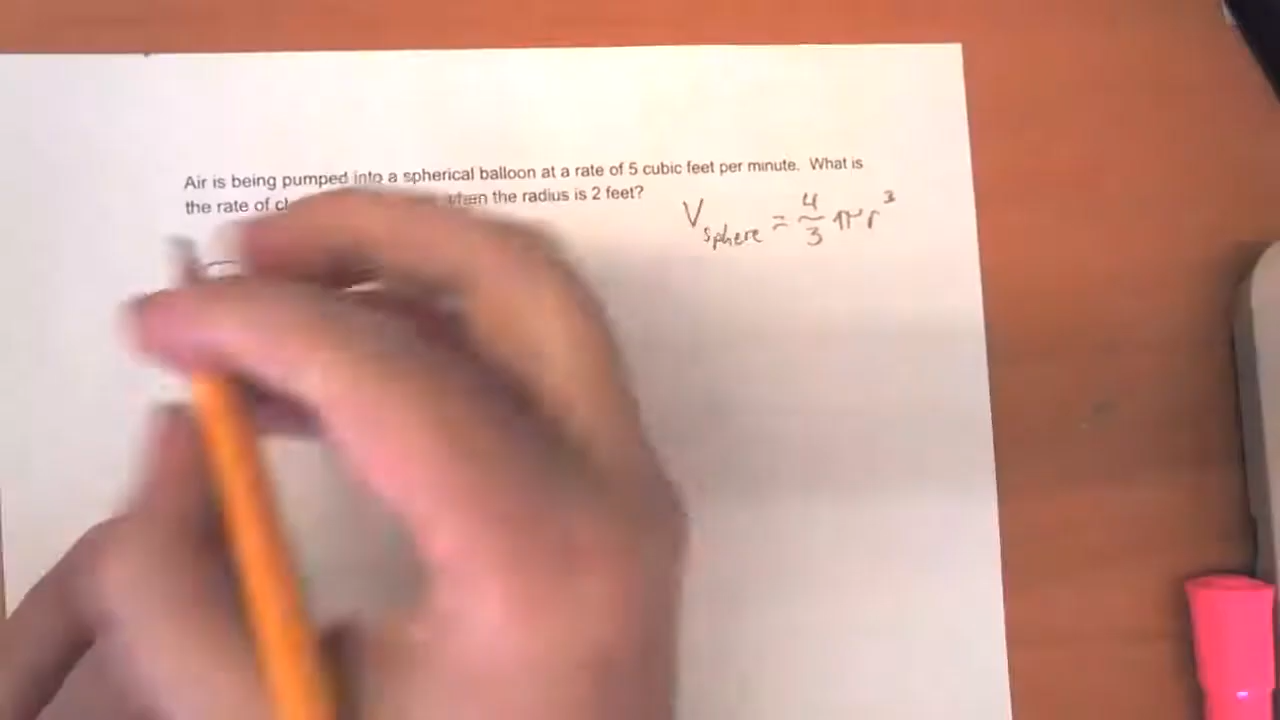 Air is being pumped into a spherical balloon at a rate of 5 cubic feet per minute. What is
the rate of when the radius is 2 feet?
V sphere = 4/3 πr³